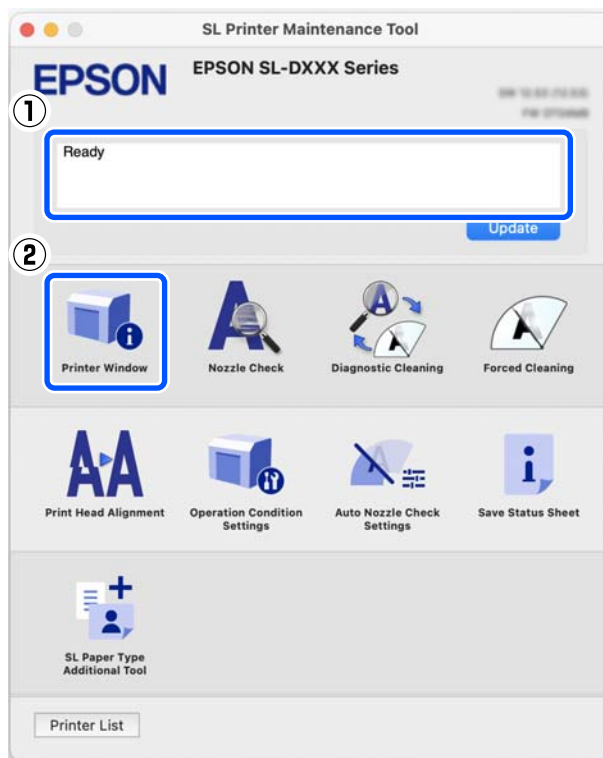 SL Printer Maintenance Tool
EPSON
EPSON SL-DXXX Series
①
Ready
Update
②
Printer Window
Nozzle Check
Diagnostic Cleaning
Forced Cleaning
Print Head Alignment
Operation Condition
Settings
Auto Nozzle Check
Settings
Save Status Sheet
SL Paper Type
Additional Tool
Printer List